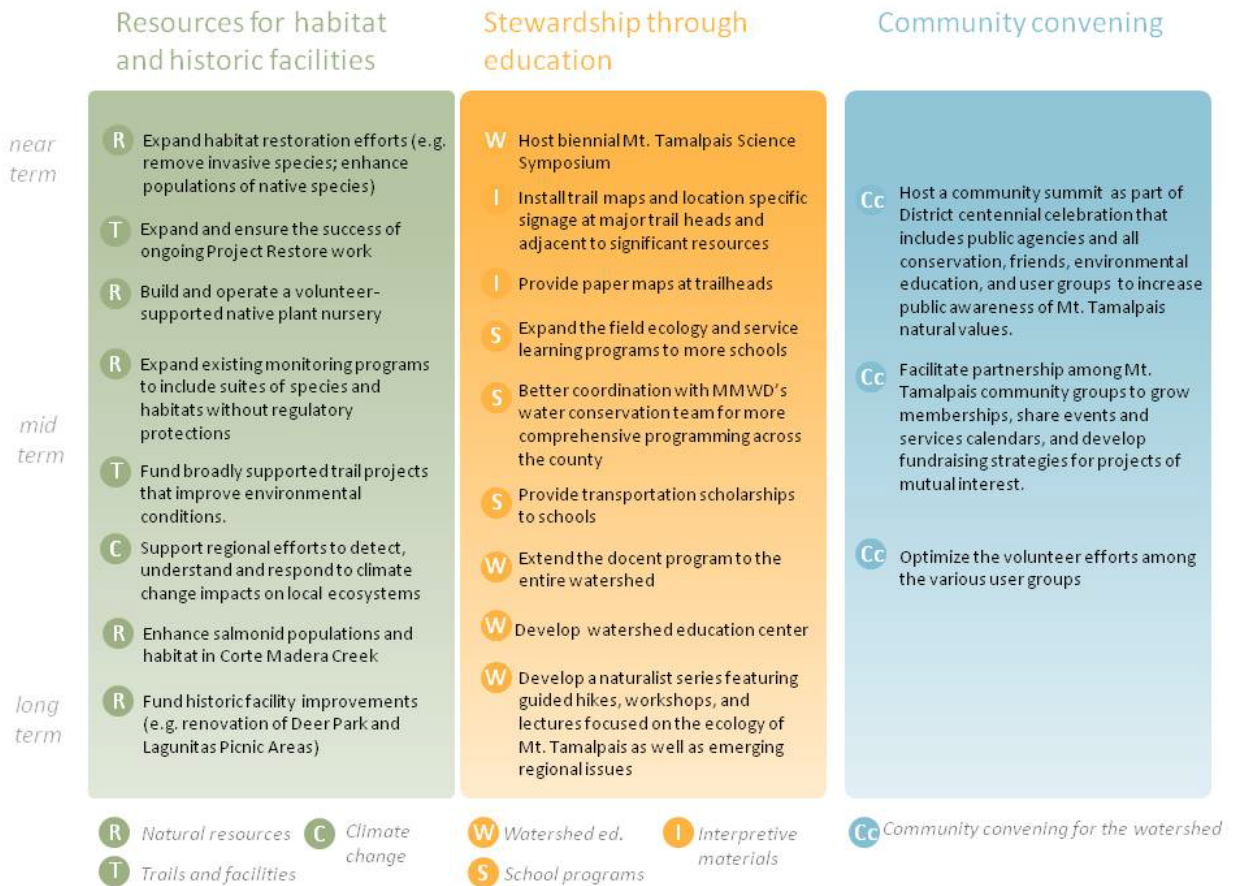 Resources for habitat
and historic facilities
Stewardship through
education
Community convening
near
term
mid
term
long
term
R Expand habitat restoration efforts (e.g.
remove invasive species; enhance
populations of native species)
T Expand and ensure the success of
ongoing Project Restore work
R Build and operate a volunteer-
supported native plant nursery
R Expand existing monitoring programs
to include suites of species and
habitats without regulatory
protections
T Fund broadly supported trail projects
that improve environmental
conditions.
C Support regional efforts to detect,
understand and respond to climate
change impacts on local ecosystems
R Enhance salmonid populations and
habitat in Corte Madera Creek
R Fund historic facility improvements
(e.g. renovation of Deer Park and
Lagunitas Picnic Areas)
W Host biennial Mt. Tamalpais Science
Symposium
I Install trail maps and location specific
signage at major trail heads and
adjacent to significant resources
I Provide paper maps at trailheads
S Expand the field ecology and service
learning programs to more schools
S Better coordination with MMWD's
water conservation team for more
comprehensive programming across
the county
S Provide transportation scholarships
to schools
W Extend the docent program to the
entire watershed
W Develop watershed education center
W Develop a naturalist series featuring
guided hikes, workshops, and
lectures focused on the ecology of
Mt. Tamalpais as well as emerging
regional issues
Cc Host a community summit as part of
District centennial celebration that
includes public agencies and all
conservation, friends, environmental
education, and user groups to increase
public awareness of Mt. Tamalpais
natural values.
Cc Facilitate partnership among Mt.
Tamalpais community groups to grow
memberships, share events and
services calendars, and develop
fundraising strategies for projects of
mutual interest.
Cc Optimize the volunteer efforts among
the various user groups
R Natural resources
C Climate
change
T Trails and facilities
W Watershed ed.
I Interpretive
materials
S School programs
Cc Community convening for the watershed